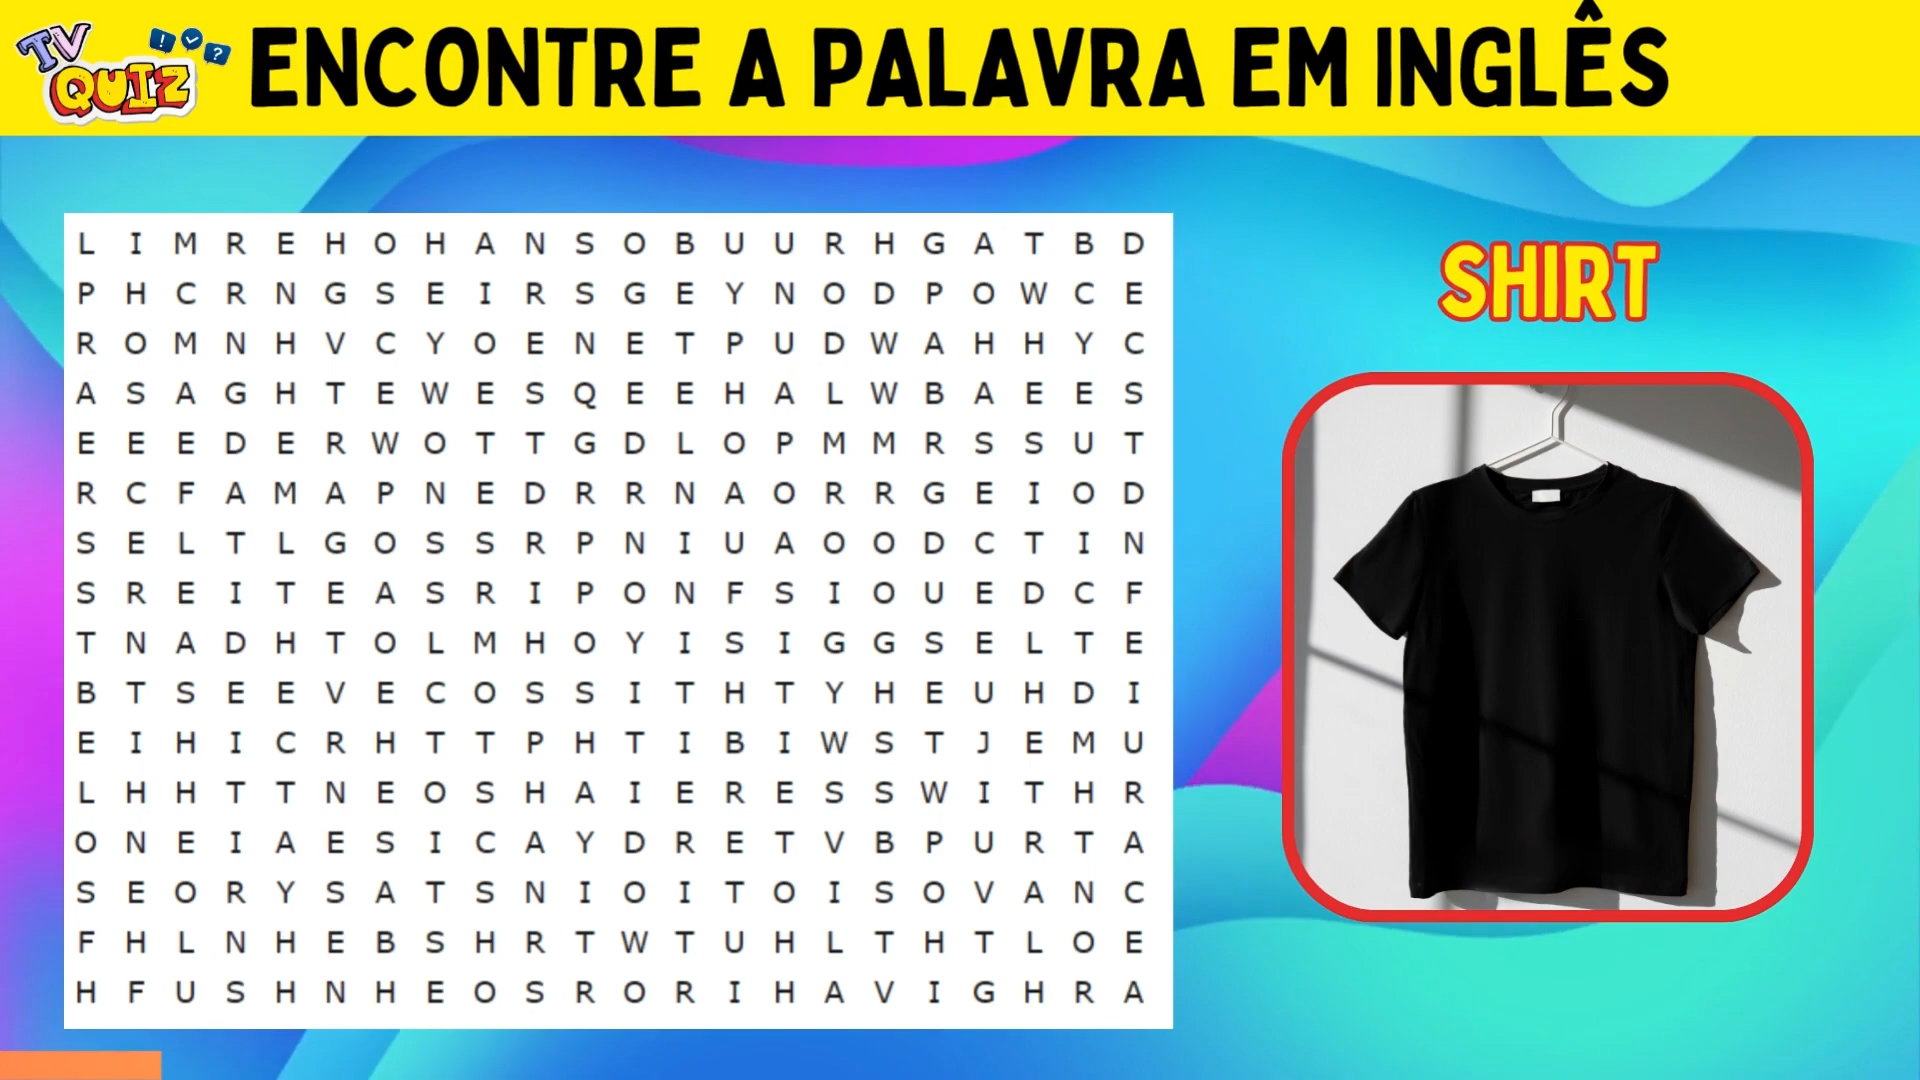 TV QUIZ ! ? ENCONTRE A PALAVRA EM INGLÊS
SHIRT
L I M R E H O H A N S O B U U R H G A T B D
P H C R N G S E I R S G E Y N O D P O W C E
R O M N H V C Y O E N E T P U D W A H H Y C
A S A G H T E W E S Q E E H A L W B A E E S
E E E D E R W O T T G D L O P M M R S S U T
R C F A M A P N E D R R N A O R R G E I O D
S E L T L G O S S R P N I U A O O D C T I N
S R E I T E A S R I P O N F S I O U E D C F
T N A D H T O L M H O Y I S I G G S E L T E
B T S E E V E C O S S I T H T Y H E U H D I
E I H I C R H T T P H T I B I W S T J E M U
L H H T T N E O S H A I E R E S S W I T H R
O N E I A E S I C A Y D R E T V B P U R T A
S E O R Y S A T S N I O I T O I S O V A N C
F H L N H E B S H R T W T U H L T H T L O E
H F U S H N H E O S R O R I H A V I G H R A